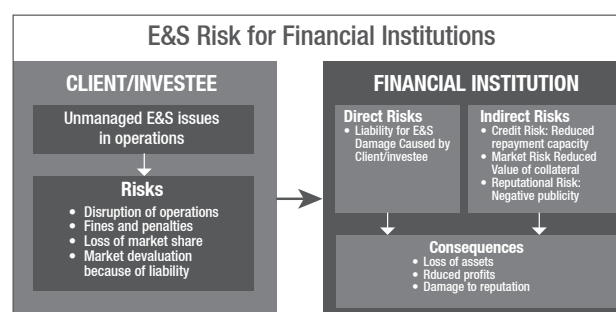 E&S Risk for Financial Institutions
CLIENT/INVESTEE
Unmanaged E&S issues
in operations
Risks
• Disruption of operations
• Fines and penalties
• Loss of market share
• Market devaluation
because of liability
FINANCIAL INSTITUTION
Direct Risks
• Liability for E&S
Damage Caused by
Client/investee
Indirect Risks
• Credit Risk: Reduced
repayment capacity
• Market Risk Reduced
Value of collateral
• Reputational Risk:
Negative publicity
Consequences
• Loss of assets
• Rduced profits
• Damage to reputation